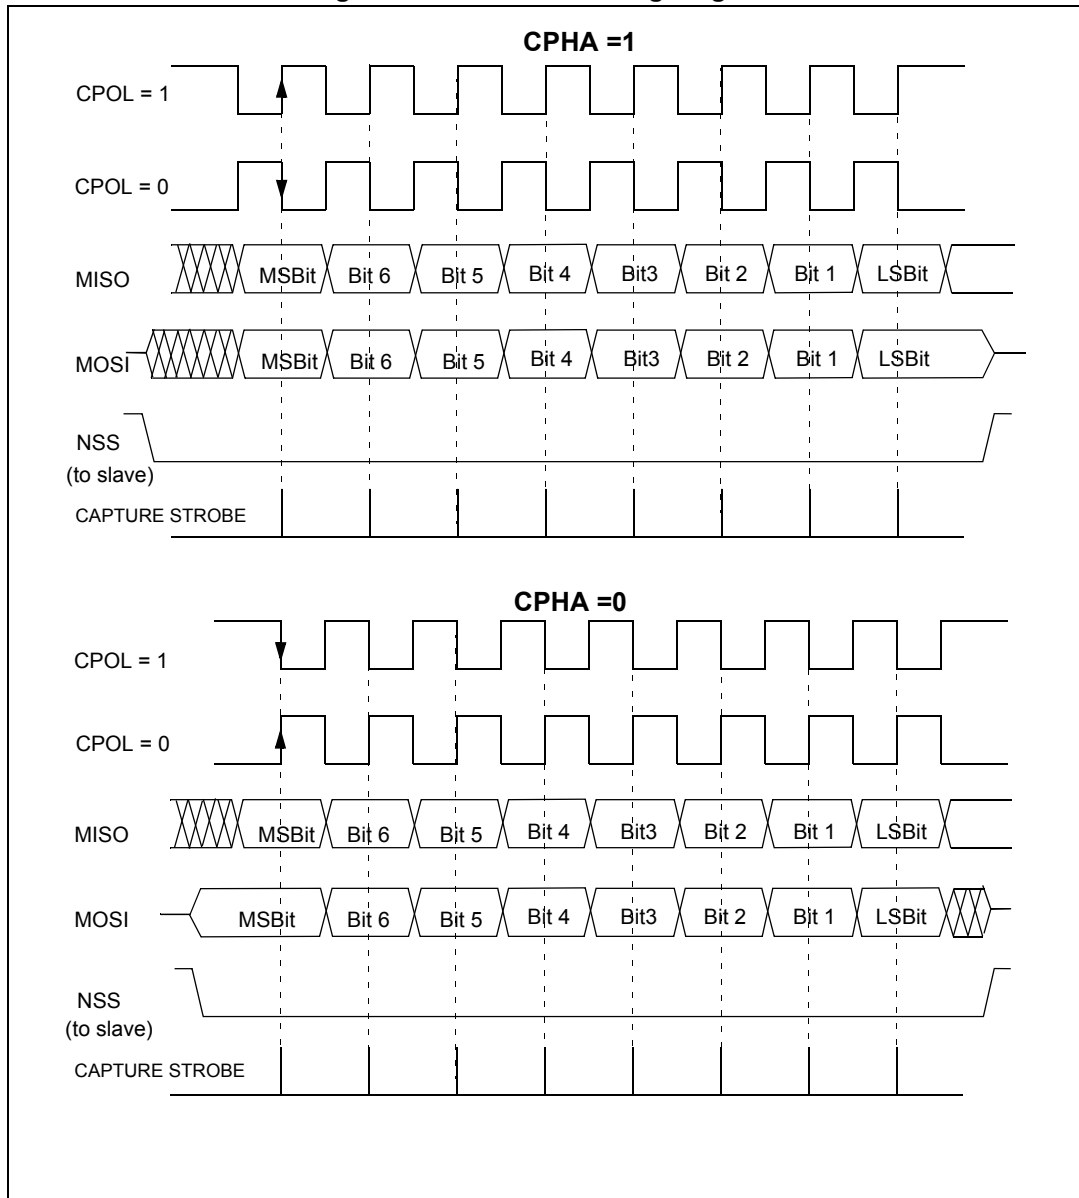 CPHA =1
CPOL = 1
CPOL = 0
MISO MSBit Bit 6 Bit 5 Bit 4 Bit3 Bit 2 Bit 1 LSBit
MOSI MSBit Bit 6 Bit 5 Bit 4 Bit3 Bit 2 Bit 1 LSBit
NSS
(to slave)
CAPTURE STROBE
CPHA =0
CPOL = 1
CPOL = 0
MISO MSBit Bit 6 Bit 5 Bit 4 Bit3 Bit 2 Bit 1 LSBit
MOSI MSBit Bit 6 Bit 5 Bit 4 Bit3 Bit 2 Bit 1 LSBit
NSS
(to slave)
CAPTURE STROBE